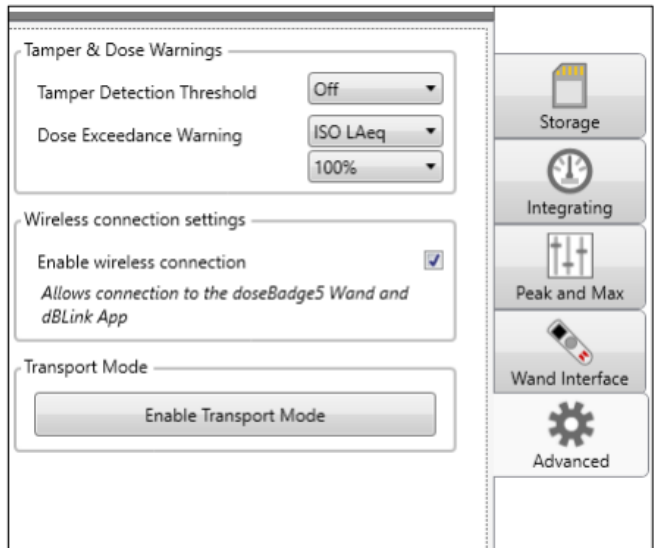 Tamper & Dose Warnings
Tamper Detection Threshold
Off
Dose Exceedance Warning
ISO LAeq
100%
Wireless connection settings
Enable wireless connection
Allows connection to the doseBadge5 Wand and
dBLink App
Transport Mode
Enable Transport Mode
Storage
Integrating
Peak and Max
Wand Interface
Advanced